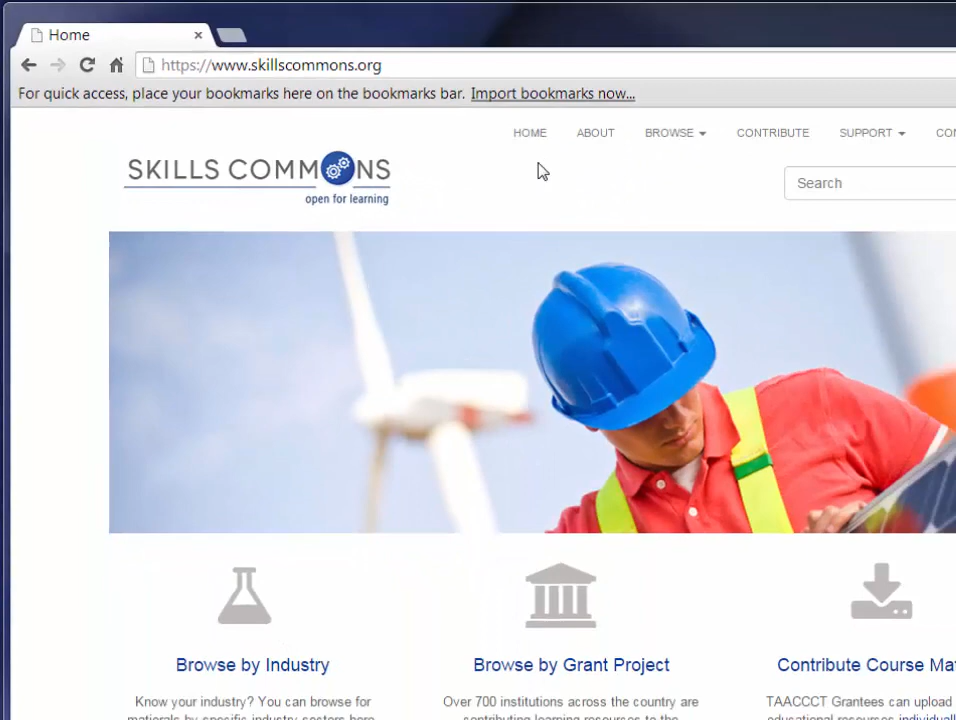 Home
https://www.skillscommons.org
For quick access, place your bookmarks here on the bookmarks bar. Import bookmarks now...
HOME ABOUT BROWSE CONTRIBUTE SUPPORT
SKILLS COMMONS
open for learning
Search
Browse by Industry Browse by Grant Project Contribute Course
Know your industry? You can browse for Over 700 institutions across the country are TAACCCT Grantees can upload
materials by specific industry sectors here contributing learning resources to the educational resources